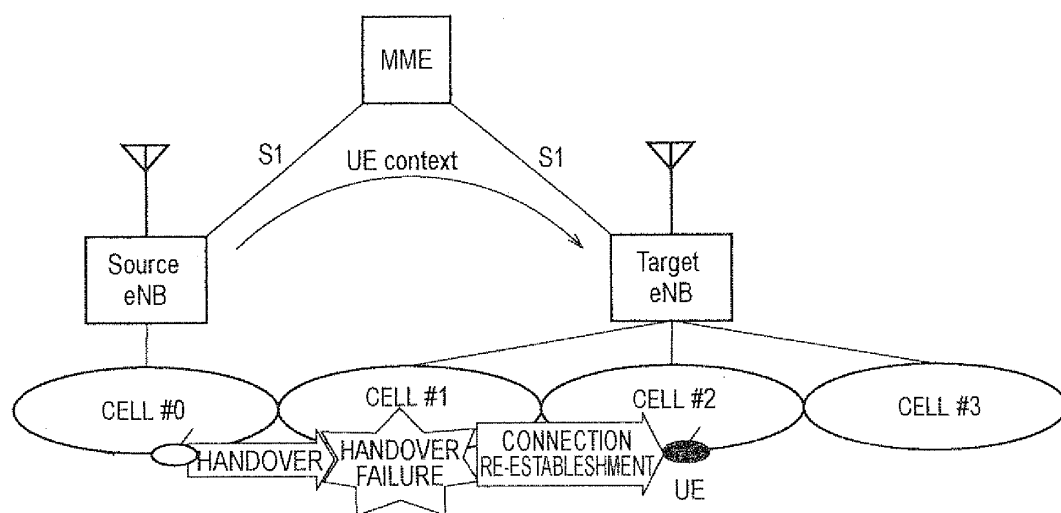 MME
S1
UE context
S1
Source
eNB
Target
eNB
CELL #0
CELL #1
CELL #2
CELL #3
HANDOVER
HANDOVER
FAILURE
CONNECTION
RE-ESTABLESHMENT
UE